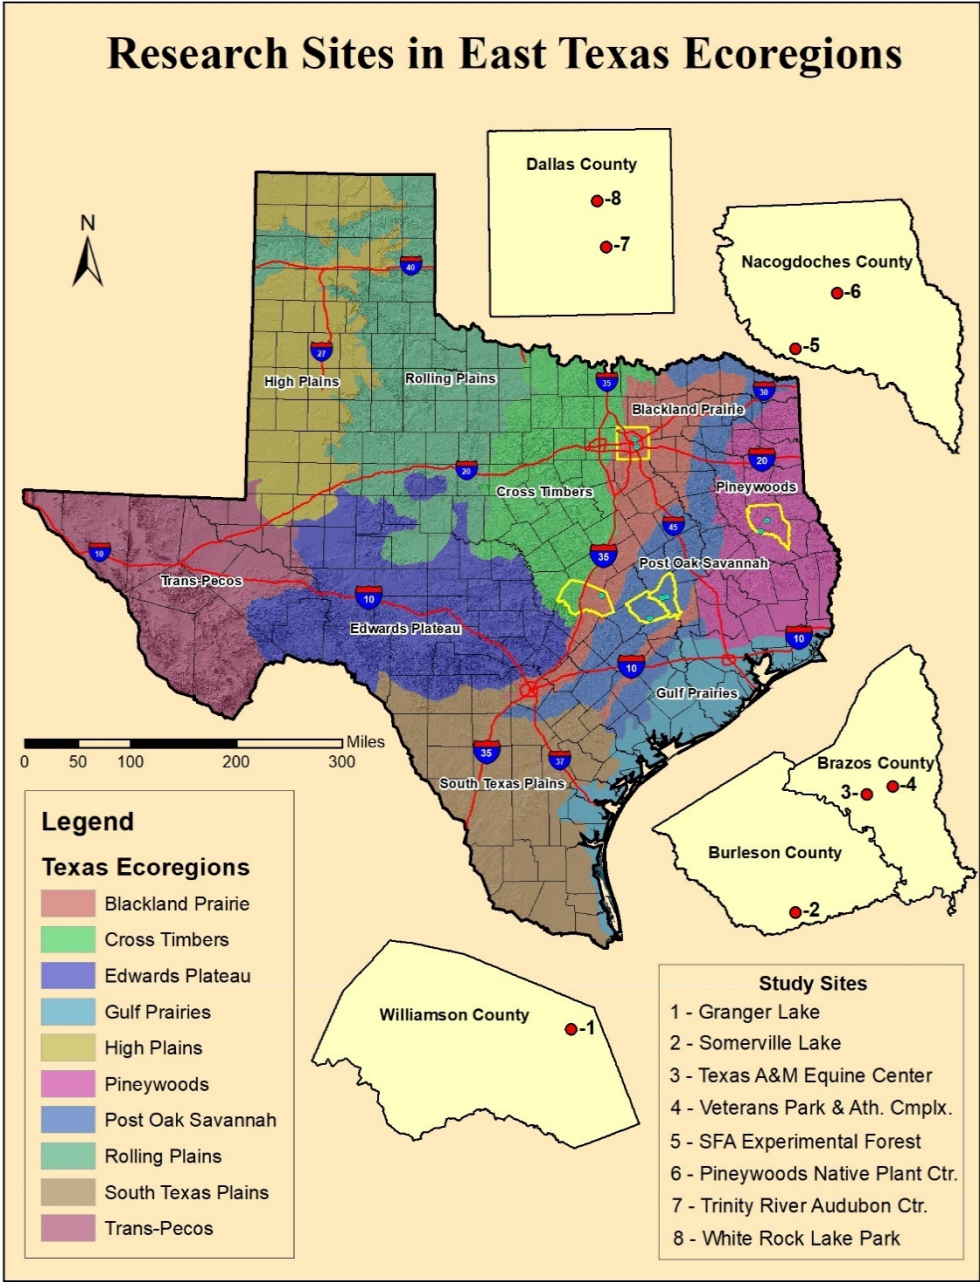 Research Sites in East Texas Ecoregions
N
Dallas County
-8
-7
Nacogdoches County
-6
-5
40
27
High Plains
Rolling Plains
35
30
Blackland Prairie
20
20
Cross Timbers
Pineywoods
45
10
35
Post Oak Savannah
Trans-Pecos
10
Edwards Plateau
10
10
Gulf Prairies
35
37
South Texas Plains
Miles
0 50 100 200 300
Brazos County
3-
-4
Burleson County
-2
Williamson County
-1
Legend
Texas Ecoregions
Blackland Prairie
Cross Timbers
Edwards Plateau
Gulf Prairies
High Plains
Pineywoods
Post Oak Savannah
Rolling Plains
South Texas Plains
Trans-Pecos
Study Sites
1 - Granger Lake
2 - Somerville Lake
3 - Texas A&M Equine Center
4 - Veterans Park & Ath. Cmplx.
5 - SFA Experimental Forest
6 - Pineywoods Native Plant Ctr.
7 - Trinity River Audubon Ctr.
8 - White Rock Lake Park